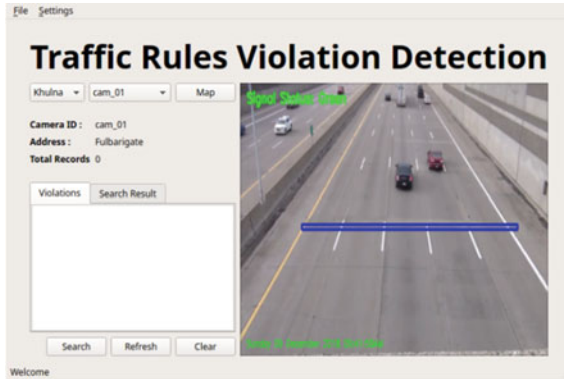 File Settings
Traffic Rules Violation Detection
Khulna cam_01 Map
Signal Status: Green
Camera ID : cam_01
Address : Fulbarigate
Total Records 0
Violations Search Result
Search Refresh Clear
Welcome